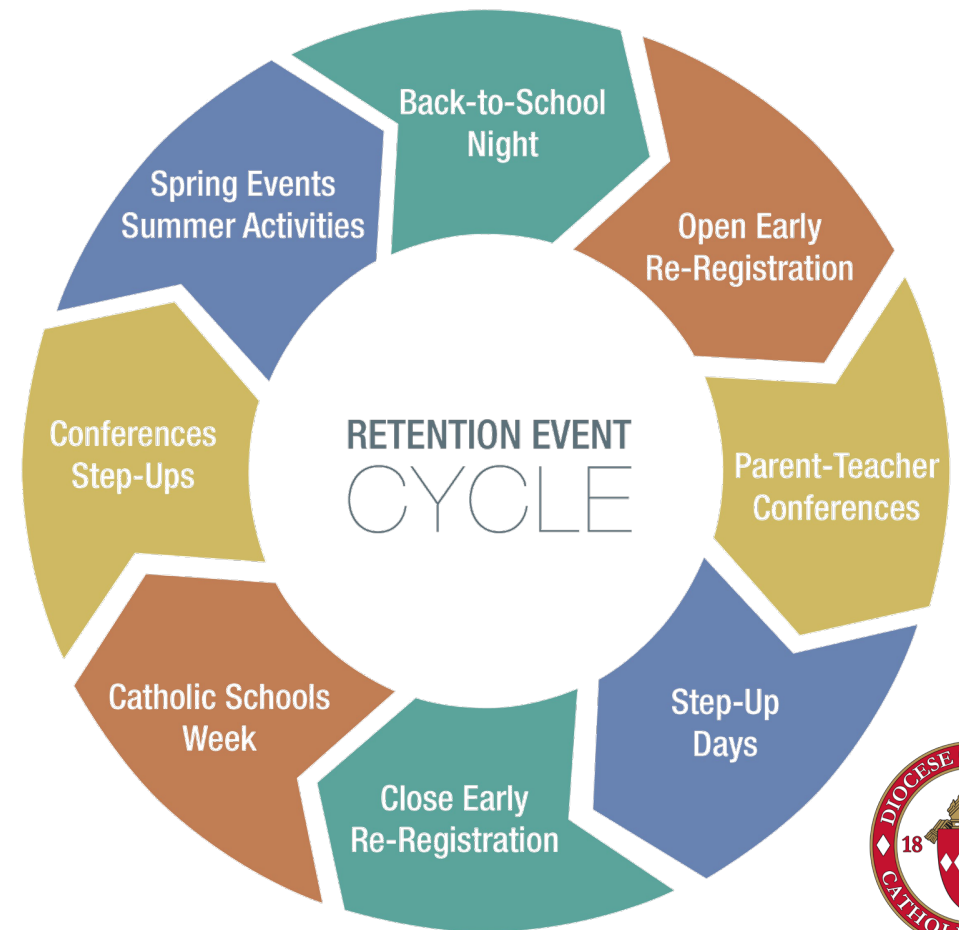 Back-to-School
Night
Open Early
Re-Registration
Parent-Teacher
Conferences
Step-Up
Days
Close Early
Re-Registration
Catholic Schools
Week
Conferences
Step-Ups
Spring Events
Summer Activities
RETENTION EVENT
CYCLE
DIOCESE
18